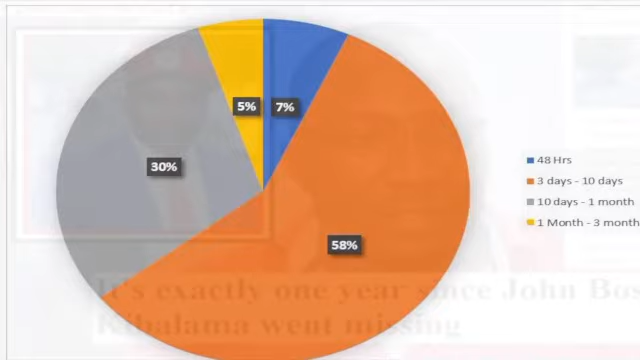 5%
7%
30%
58%
48 Hrs
3 days - 10 days
10 days - 1 month
1 Month - 3 month
It's exactly one year since John Bos
Kibalama went missing